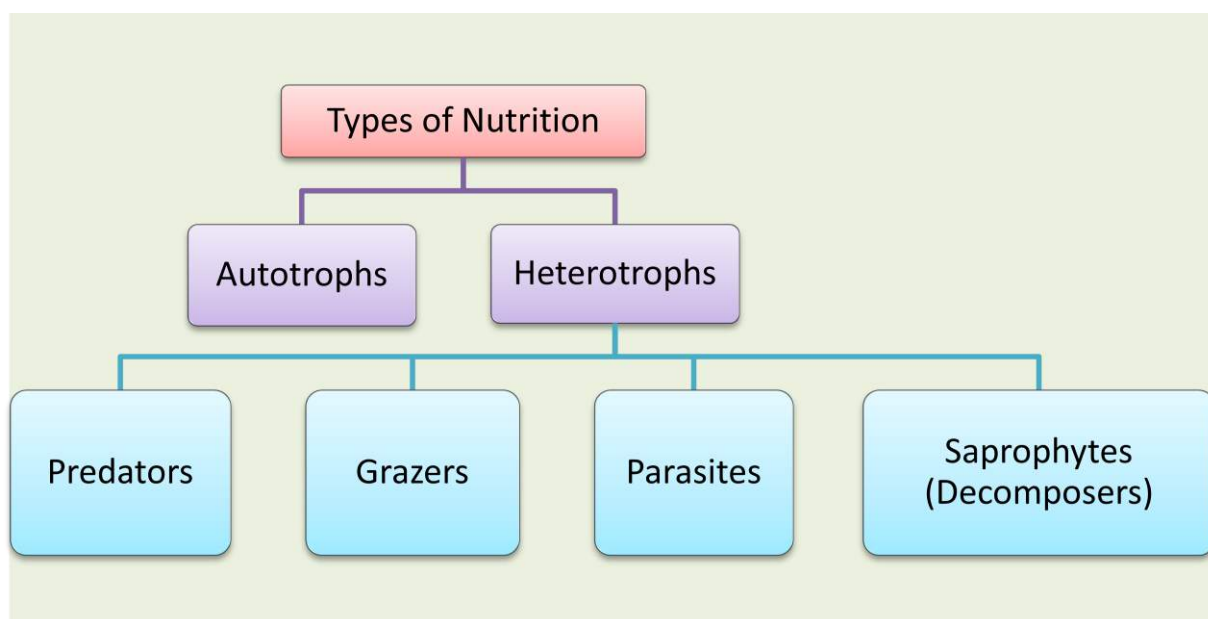 Types of Nutrition
Autotrophs
Heterotrophs
Predators
Grazers
Parasites
Saprophytes
(Decomposers)